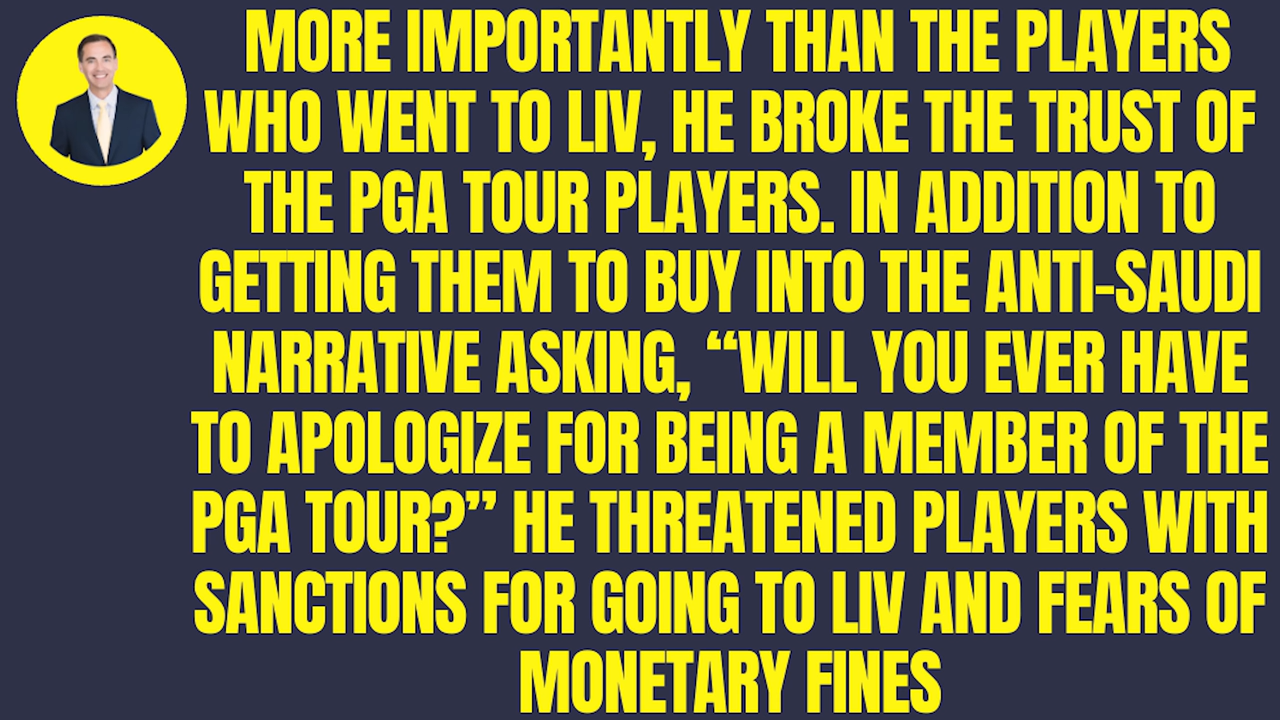 MORE IMPORTANTLY THAN THE PLAYERS
WHO WENT TO LIV, HE BROKE THE TRUST OF
THE PGA TOUR PLAYERS. IN ADDITION TO
GETTING THEM TO BUY INTO THE ANTI-SAUDI
NARRATIVE ASKING, “WILL YOU EVER HAVE
TO APOLOGIZE FOR BEING A MEMBER OF THE
PGA TOUR?” HE THREATENED PLAYERS WITH
SANCTIONS FOR GOING TO LIV AND FEARS OF
MONETARY FINES